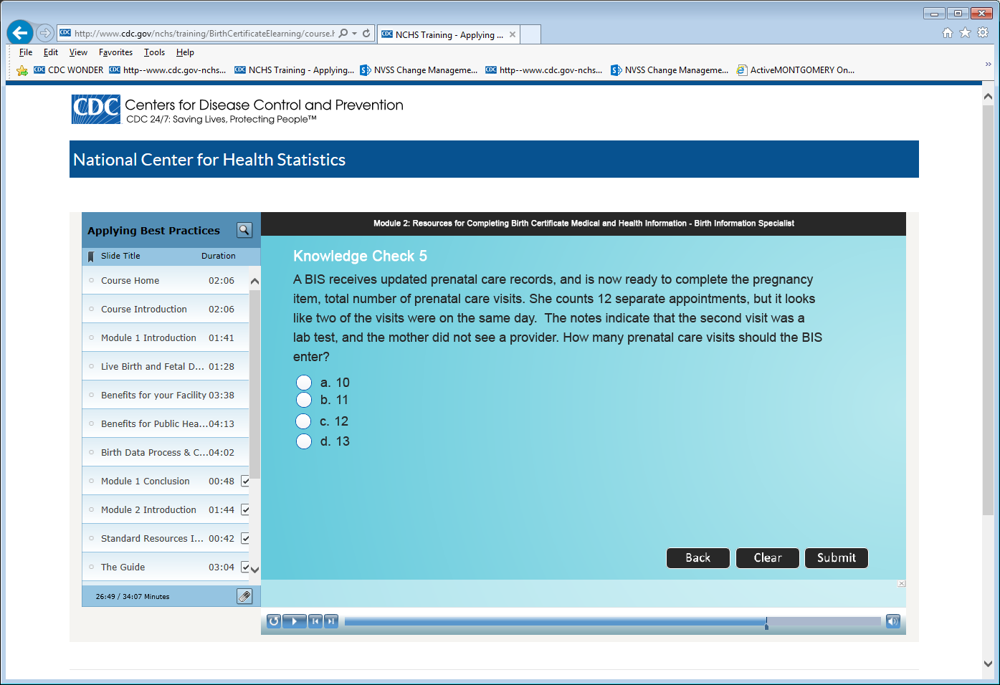 http://www.cdc.gov/nchs/training/BirthCertificateElearning/course.h
CDC NCHS Training - Applying ...
File Edit View Favorites Tools Help
CDC CDC WONDER CDC http--www.cdc.gov-nchs... CDC NCHS Training - Applying... NVSS Change Manageme... CDC http--www.cdc.gov-nchs... NVSS Change Manageme... ActiveMONTGOMERY On...
CDC Centers for Disease Control and Prevention
CDC 24/7: Saving Lives, Protecting People™
National Center for Health Statistics
Applying Best Practices
Slide Title Duration
Course Home 02:06
Course Introduction 02:06
Module 1 Introduction 01:41
Live Birth and Fetal D... 01:28
Benefits for your Facility 03:38
Benefits for Public Hea... 04:13
Birth Data Process & C... 04:02
Module 1 Conclusion 00:48
Module 2 Introduction 01:44
Standard Resources I... 00:42
The Guide 03:04
26:49 / 34:07 Minutes
Module 2: Resources for Completing Birth Certificate Medical and Health Information - Birth Information Specialist
Knowledge Check 5
A BIS receives updated prenatal care records, and is now ready to complete the pregnancy
item, total number of prenatal care visits. She counts 12 separate appointments, but it looks
like two of the visits were on the same day. The notes indicate that the second visit was a
lab test, and the mother did not see a provider. How many prenatal care visits should the BIS
enter?
a. 10
b. 11
c. 12
d. 13
Back Clear Submit